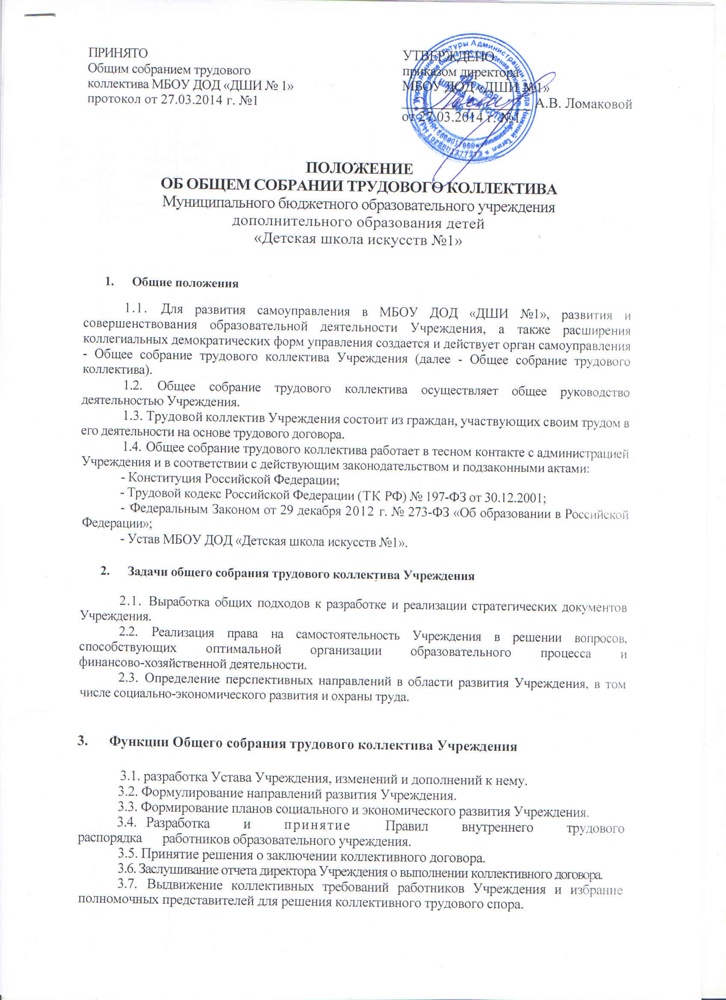 ПРИНЯТО
Общим собранием трудового
коллектива МБОУ ДОД «ДШИ № 1»
протокол от 27.03.2014 г. №1
УТВЕРЖДЕНО
приказом директора
МБОУ ДОД «ДШИ №1»
А.В. Ломаковой
от 27.03.2014 г. №1
ПОЛОЖЕНИЕ
ОБ ОБЩЕМ СОБРАНИИ ТРУДОВОГО КОЛЛЕКТИВА
Муниципального бюджетного образовательного учреждения
дополнительного образования детей
«Детская школа искусств №1»
1. Общие положения
1.1. Для развития самоуправления в МБОУ ДОД «ДШИ №1», развития и
совершенствования образовательной деятельности Учреждения, а также расширения
коллегиальных демократических форм управления создается и действует орган самоуправления
- Общее собрание трудового коллектива Учреждения (далее - Общее собрание трудового
коллектива).
1.2. Общее собрание трудового коллектива осуществляет общее руководство
деятельностью Учреждения.
1.3. Трудовой коллектив Учреждения состоит из граждан, участвующих своим трудом в
его деятельности на основе трудового договора.
1.4. Общее собрание трудового коллектива работает в тесном контакте с администрацией
Учреждения и в соответствии с действующим законодательством и подзаконными актами:
- Конституция Российской Федерации;
- Трудовой кодекс Российской Федерации (ТК РФ) № 197-ФЗ от 30.12.2001;
- Федеральным Законом от 29 декабря 2012 г. № 273-ФЗ «Об образовании в Российской
Федерации»;
- Устав МБОУ ДОД «Детская школа искусств №1».
2. Задачи общего собрания трудового коллектива Учреждения
2.1. Выработка общих подходов к разработке и реализации стратегических документов
Учреждения.
2.2. Реализация права на самостоятельность Учреждения в решении вопросов,
способствующих оптимальной организации образовательного процесса и
финансово-хозяйственной деятельности.
2.3. Определение перспективных направлений в области развития Учреждения, в том
числе социально-экономического развития и охраны труда.
3. Функции Общего собрания трудового коллектива Учреждения
3.1. разработка Устава Учреждения, изменений и дополнений к нему.
3.2. Формулирование направлений развития Учреждения.
3.3. Формирование планов социального и экономического развития Учреждения.
3.4. Разработка и принятие Правил внутреннего трудового
распорядка работников образовательного учреждения.
3.5. Принятие решения о заключении коллективного договора.
3.6. Заслушивание отчета директора Учреждения о выполнении коллективного договора.
3.7. Выдвижение коллективных требований работников Учреждения и избрание
полномочных представителей для решения коллективного трудового спора.